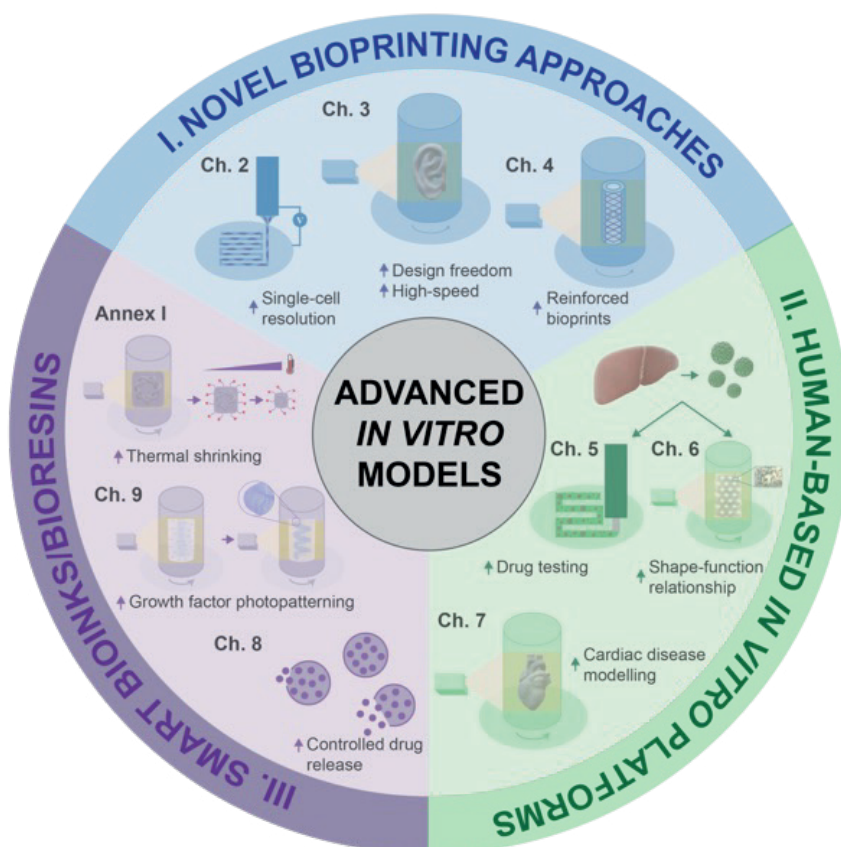 I. NOVEL BIOPRINTING APPROACHES
Ch. 2
Single-cell
resolution
Ch. 3
Design freedom
High-speed
Ch. 4
Reinforced
bioprints
II. HUMAN-BASED IN VITRO PLATFORMS
Ch. 5
Drug testing
Ch. 6
Shape-function
relationship
Ch. 7
Cardiac disease
modelling
III. SMART BIOINKS/BIORESINS
Ch. 8
Controlled drug
release
Ch. 9
Growth factor photopatterning
Annex I
Thermal shrinking
ADVANCED
IN VITRO
MODELS